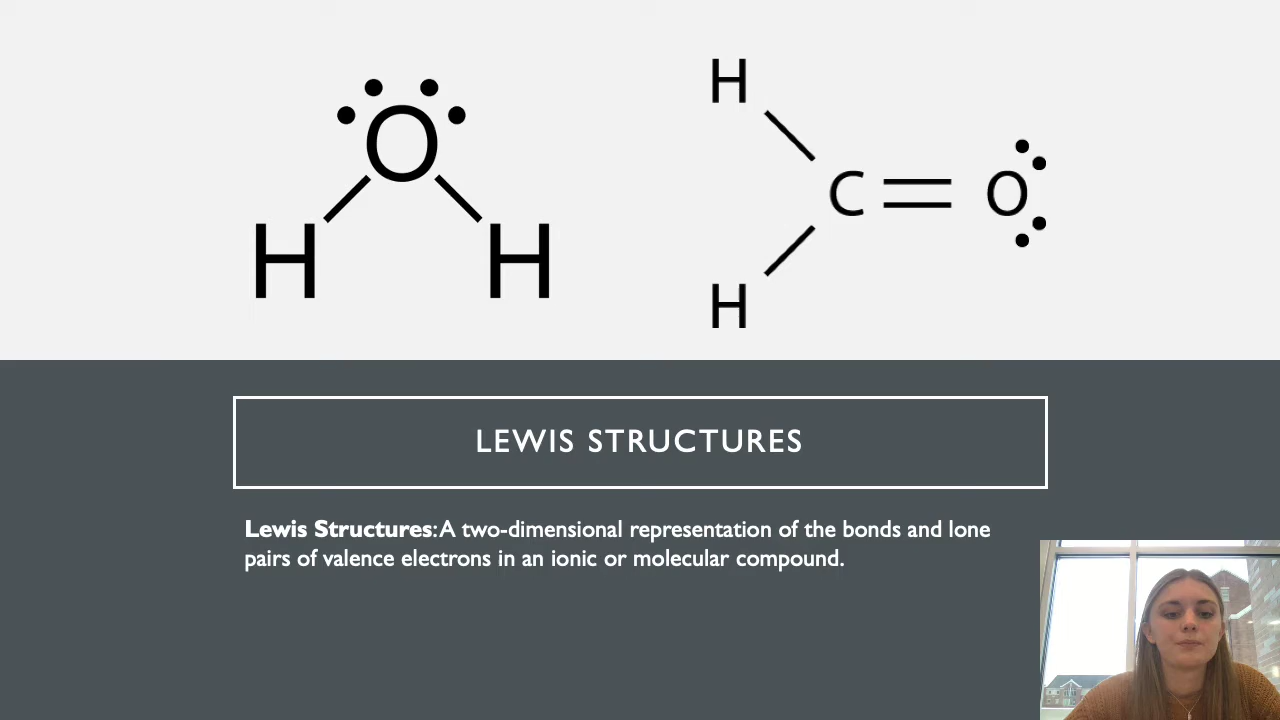 H
O
C O
H H
H
LEWIS STRUCTURES
Lewis Structures: A two-dimensional representation of the bonds and lone
pairs of valence electrons in an ionic or molecular compound.